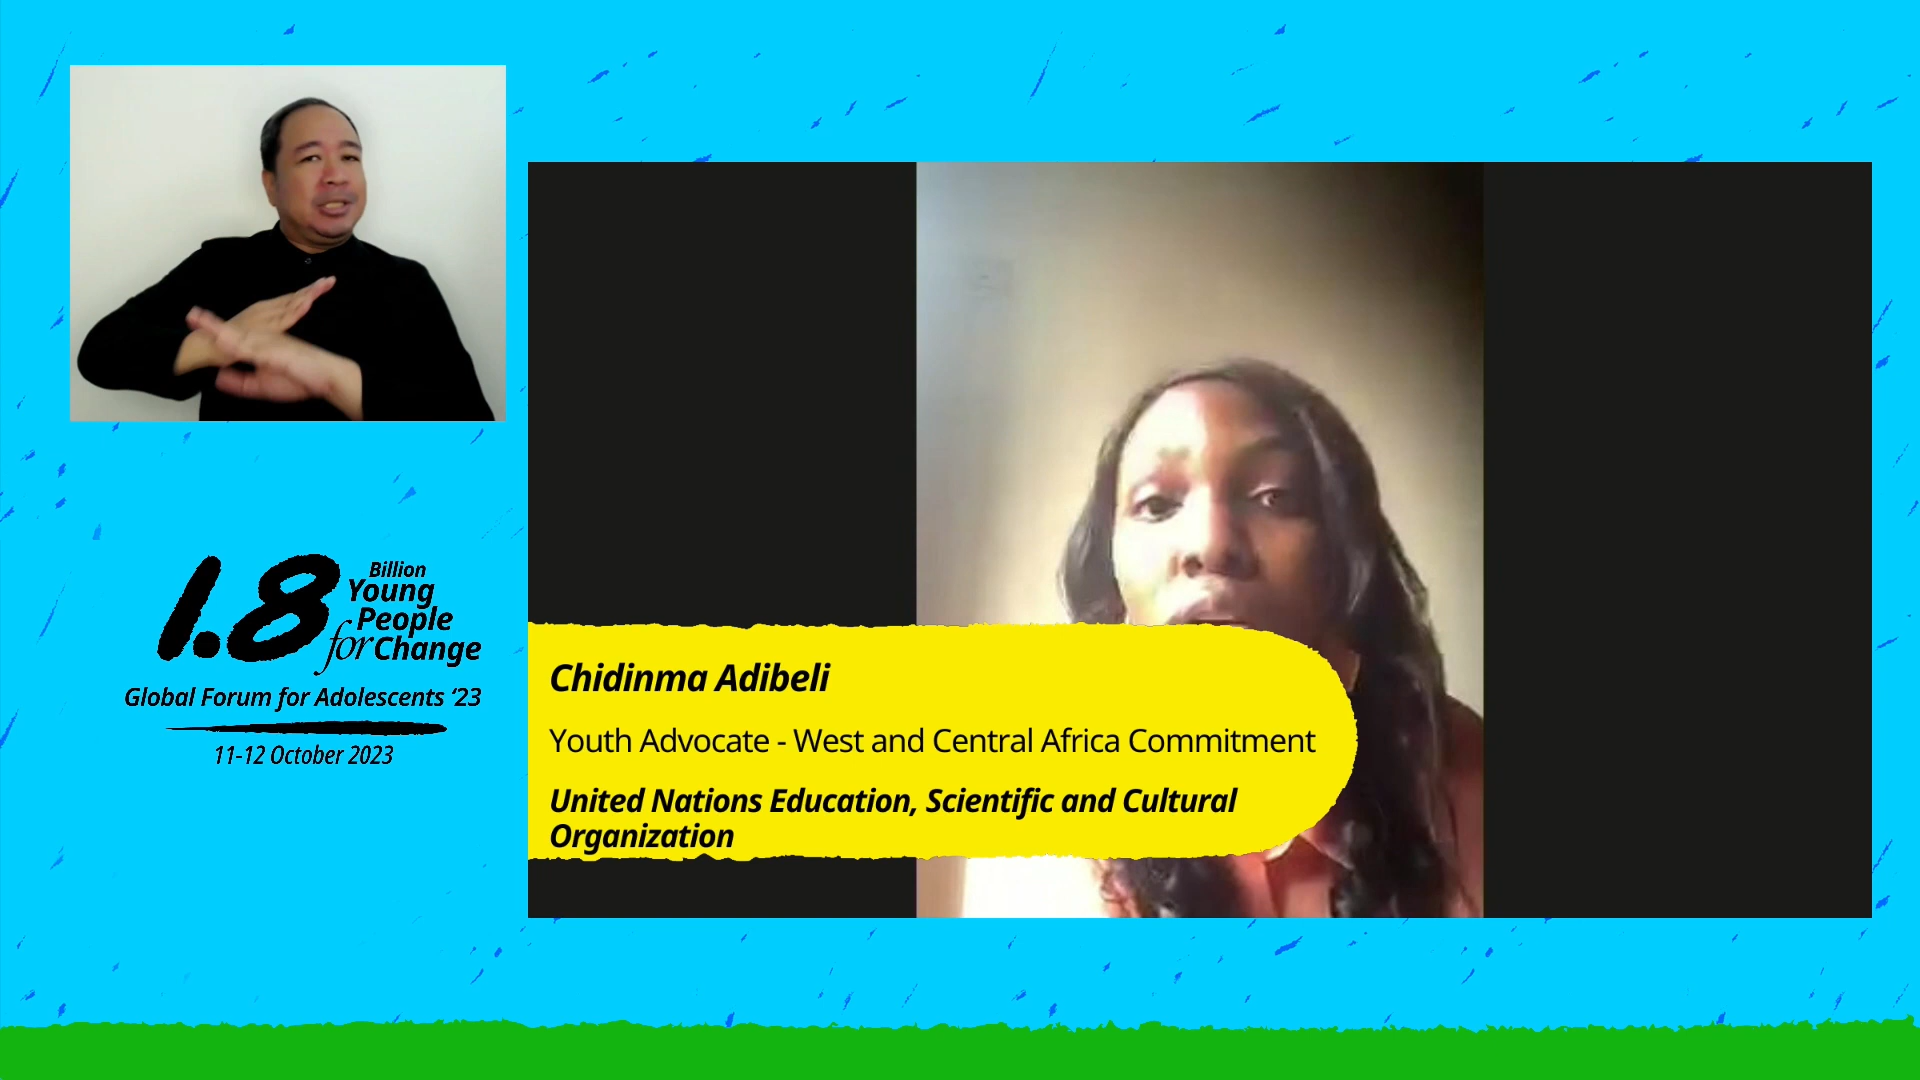 1.8
Billion
Young
People
for Change
Global Forum for Adolescents ‘23
11-12 October 2023
Chidinma Adibeli
Youth Advocate - West and Central Africa Commitment
United Nations Education, Scientific and Cultural
Organization